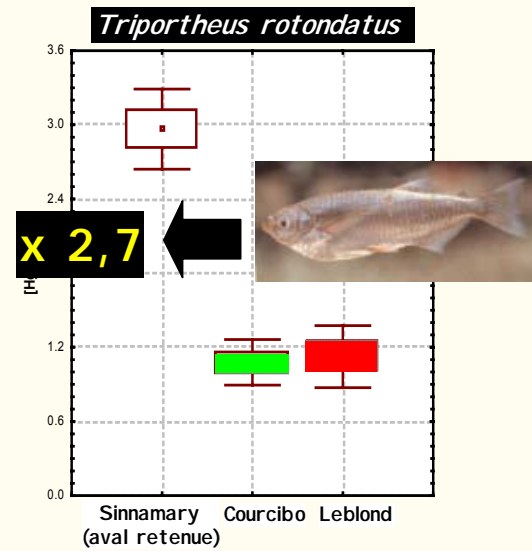 Triportheus rotondatus
3.6
3.0
2.4
x 2,7
1.2
0.6
0.0
Sinnamary Courcibo Leblond
(aval retenue)